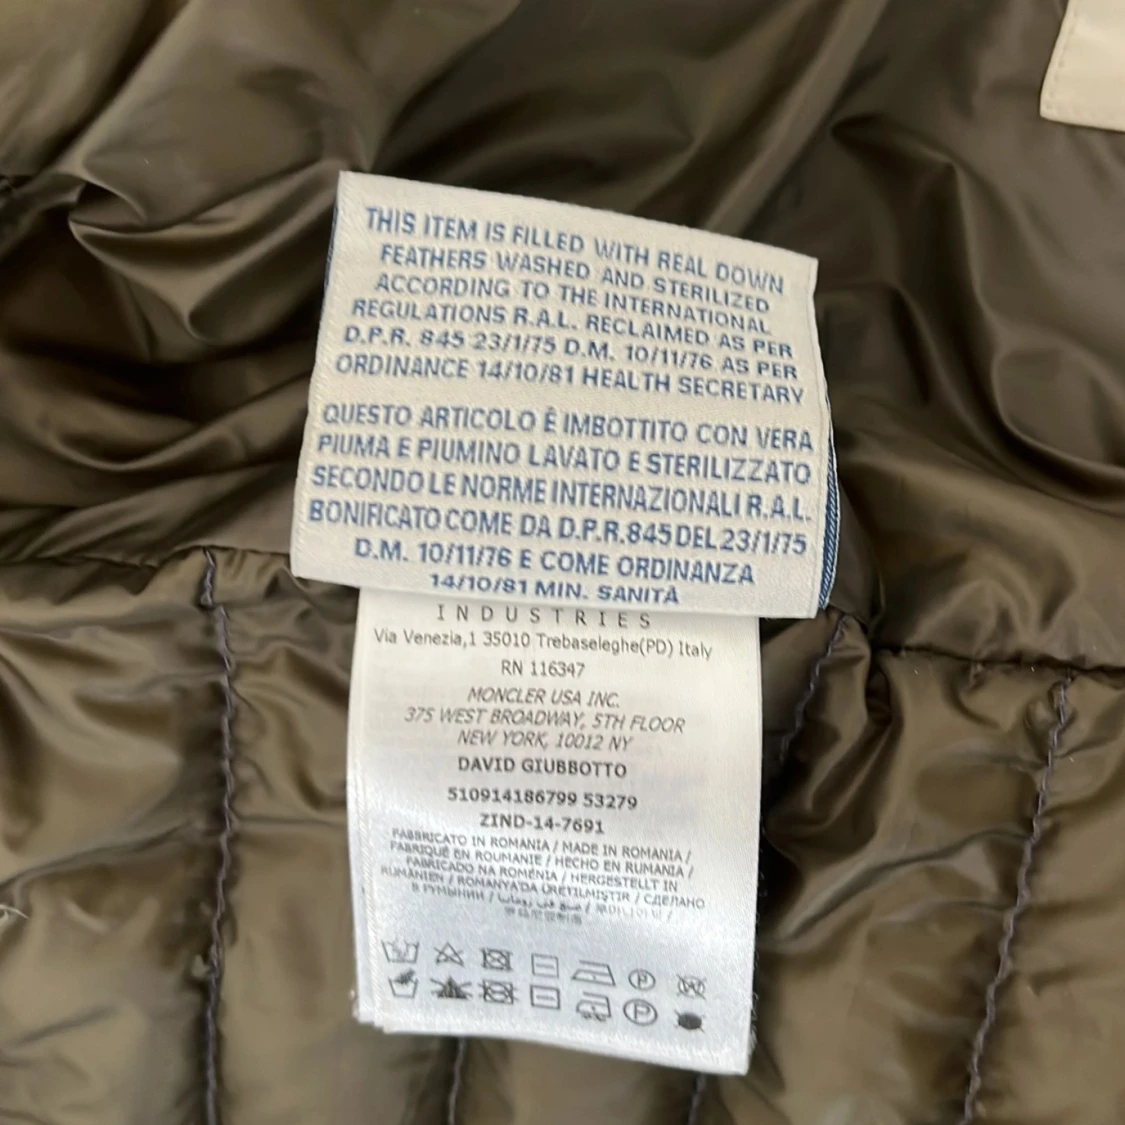 THIS ITEM IS FILLED WITH REAL DOWN
FEATHERS WASHED AND STERILIZED
ACCORDING TO THE INTERNATIONAL
REGULATIONS R.A.L. RECLAIMED AS PER
D.P.R. 845 23/1/75 D.M. 10/11/76 AS PER
ORDINANCE 14/10/81 HEALTH SECRETARY
QUESTO ARTICOLO È IMBOTTITO CON VERA
PIUMA E PIUMINO LAVATO E STERILIZZATO
SECONDO LE NORME INTERNAZIONALI R.A.L.
BONIFICATO COME DA D.P.R.845 DEL 23/1/75
D.M. 10/11/76 E COME ORDINANZA
14/10/81 MIN. SANITÀ
INDUSTRIES
Via Venezia,1 35010 Trebaseleghe(PD) Italy
RN 116347
MONCLER USA INC.
375 WEST BROADWAY, 5TH FLOOR
NEW YORK, 10012 NY
DAVID GIUBBOTTO
510914186799 53279
ZIND-14-7691
FABBRICATO IN ROMANIA / MADE IN ROMANIA /
FABRIQUÉ EN ROUMANIE / HECHO EN RUMANIA /
FABRICADO NA ROMÉNIA / HERGESTELLT IN
RUMÄNIEN / ROMANYA'DA ÜRETILMIŞTIR / СДЕЛАНО
В РУМЫНИИ / صنع في رومانيا /